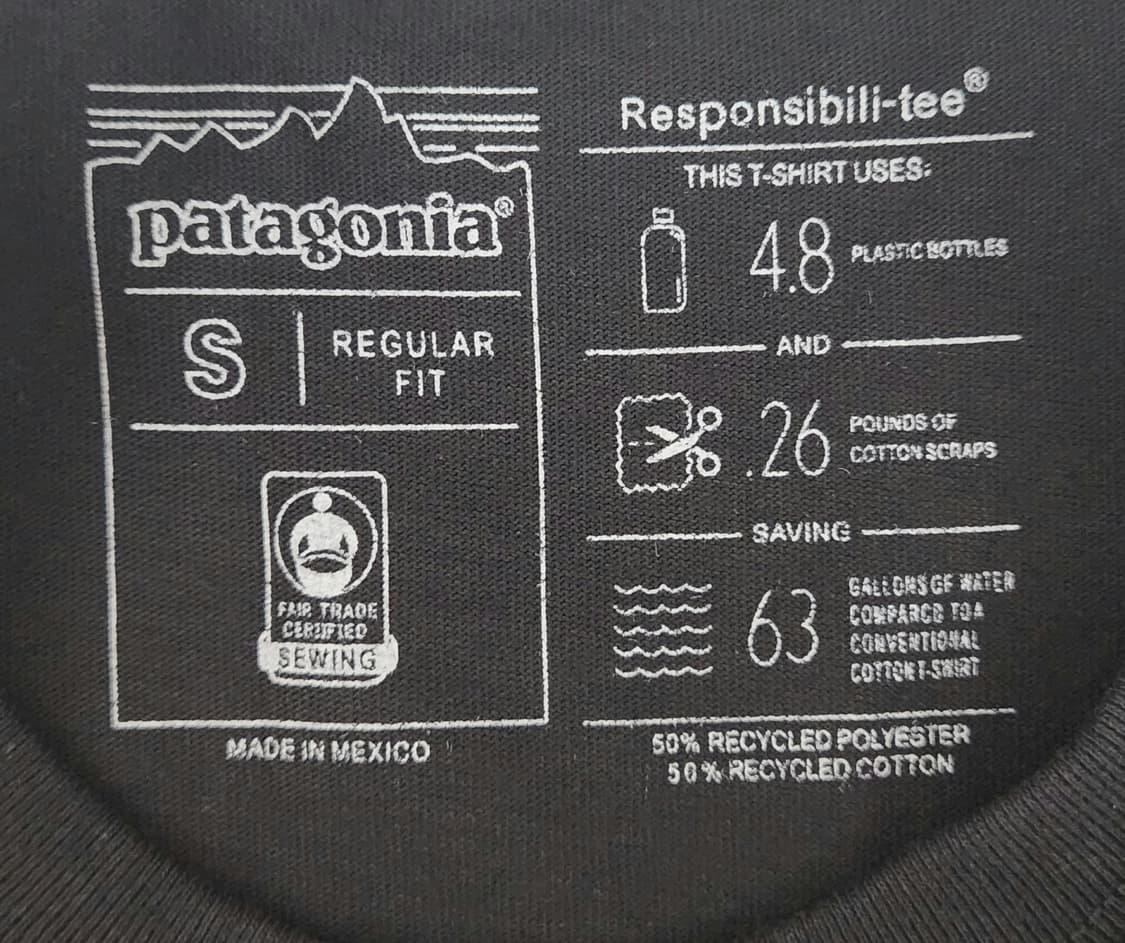 patagonia®
S
REGULAR
FIT
FAIR TRADE
CERTIFIED
SEWING
MADE IN MEXICO
Responsibili-tee®
THIS T-SHIRT USES:
4.8 PLASTIC BOTTLES
AND
.26 POUNDS OF
COTTON SCRAPS
SAVING
63 GALLONS OF WATER
COMPARED TO A
CONVENTIONAL
COTTON T-SHIRT
50% RECYCLED POLYESTER
50% RECYCLED COTTON